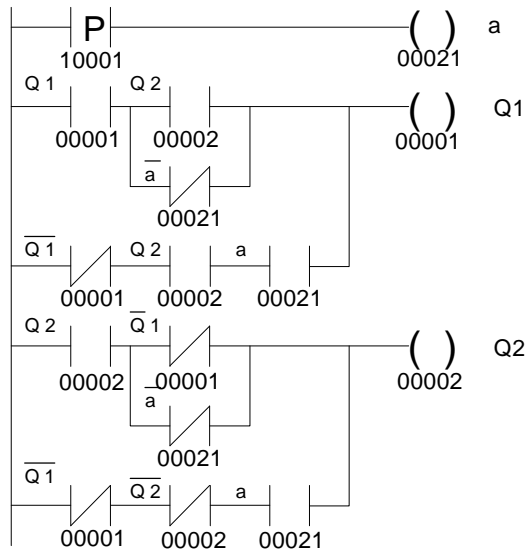 P a
10001 00021
Q 1 Q 2 Q1
00001 00002 00001
a
00021
Q 1 Q 2 a
00001 00002 00021
Q 2 Q 1 Q2
00002 00001 00002
a
00021
Q 1 Q 2 a
00001 00002 00021